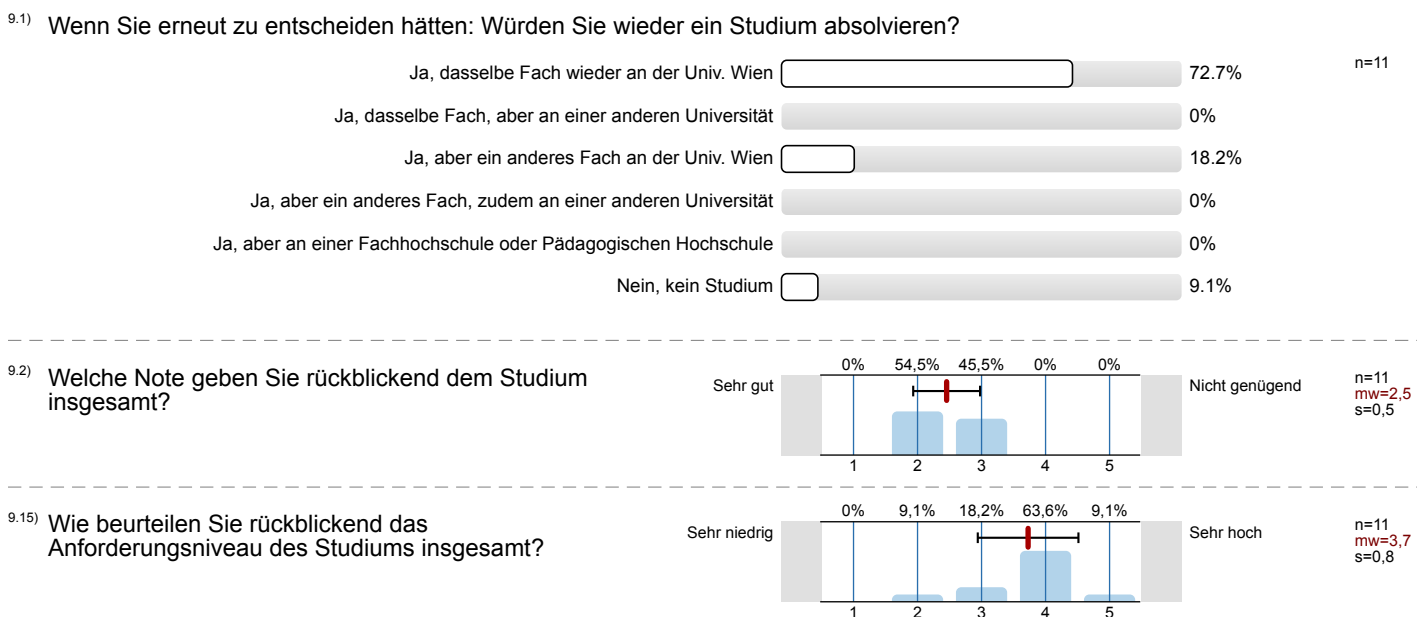 9.1) Wenn Sie erneut zu entscheiden hätten: Würden Sie wieder ein Studium absolvieren?
Ja, dasselbe Fach wieder an der Univ. Wien 72.7% n=11
Ja, dasselbe Fach, aber an einer anderen Universität 0%
Ja, aber ein anderes Fach an der Univ. Wien 18.2%
Ja, aber ein anderes Fach, zudem an einer anderen Universität 0%
Ja, aber an einer Fachhochschule oder Pädagogischen Hochschule 0%
Nein, kein Studium 9.1%
9.2) Welche Note geben Sie rückblickend dem Studium
insgesamt?
0% 54,5% 45,5% 0% 0%
Sehr gut
Nicht genügend
n=11
mw=2,5
s=0,5
1 2 3 4 5
9.15) Wie beurteilen Sie rückblickend das
Anforderungsniveau des Studiums insgesamt?
0% 9,1% 18,2% 63,6% 9,1%
Sehr niedrig
Sehr hoch
n=11
mw=3,7
s=0,8
1 2 3 4 5